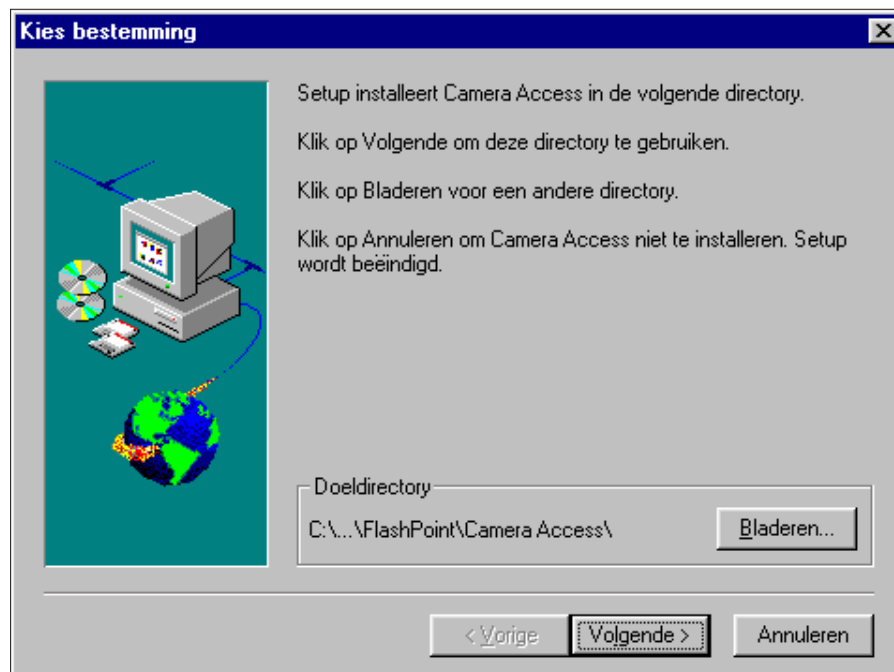 Kies bestemming
Setup installeert Camera Access in de volgende directory.
Klik op Volgende om deze directory te gebruiken.
Klik op Bladeren voor een andere directory.
Klik op Annuleren om Camera Access niet te installeren. Setup
wordt beëindigd.
Doeldirectory
C:\...\FlashPoint\Camera Access\
Bladeren...
< Vorige
Volgende >
Annuleren